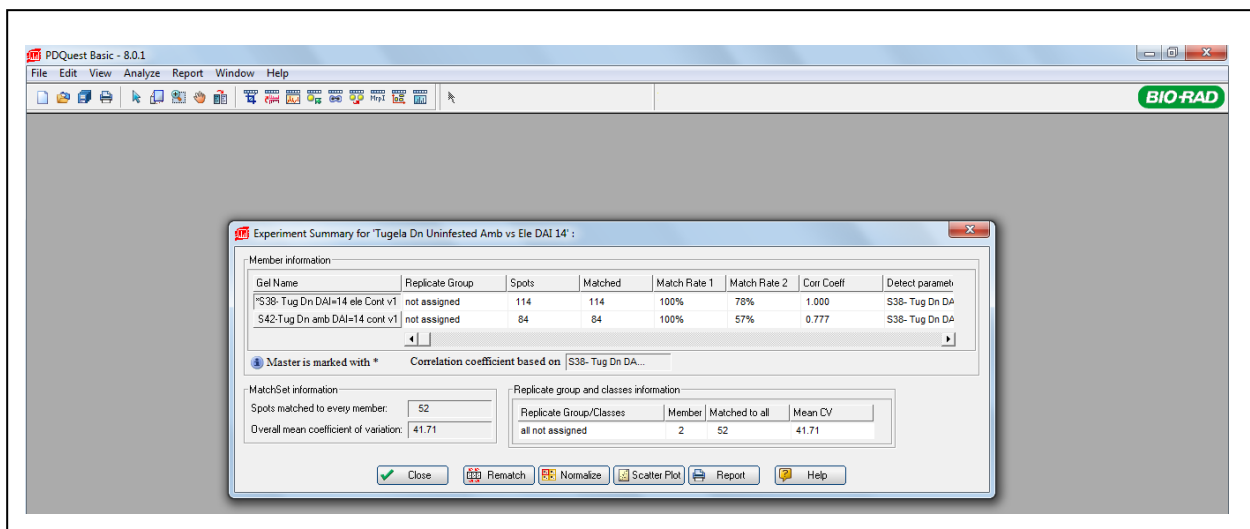 PDQuest Basic - 8.0.1
File Edit View Analyze Report Window Help
MrpI
BIO-RAD
Experiment Summary for 'Tugela Dn Uninfested Amb vs Ele DAI 14' :
Member information
Gel Name Replicate Group Spots Matched Match Rate 1 Match Rate 2 Corr Coeff Detect paramet
*S38- Tug Dn DAI=14 ele Cont v1 not assigned 114 114 100% 78% 1.000 S38- Tug Dn DA
S42-Tug Dn amb DAI=14 cont v1 not assigned 84 84 100% 57% 0.777 S38- Tug Dn DA
Master is marked with * Correlation coefficient based on S38- Tug Dn DA...
MatchSet information
Spots matched to every member: 52
Overall mean coefficient of variation: 41.71
Replicate group and classes information
Replicate Group/Classes Member Matched to all Mean CV
all not assigned 2 52 41.71
Close Rematch Normalize Scatter Plot Report Help